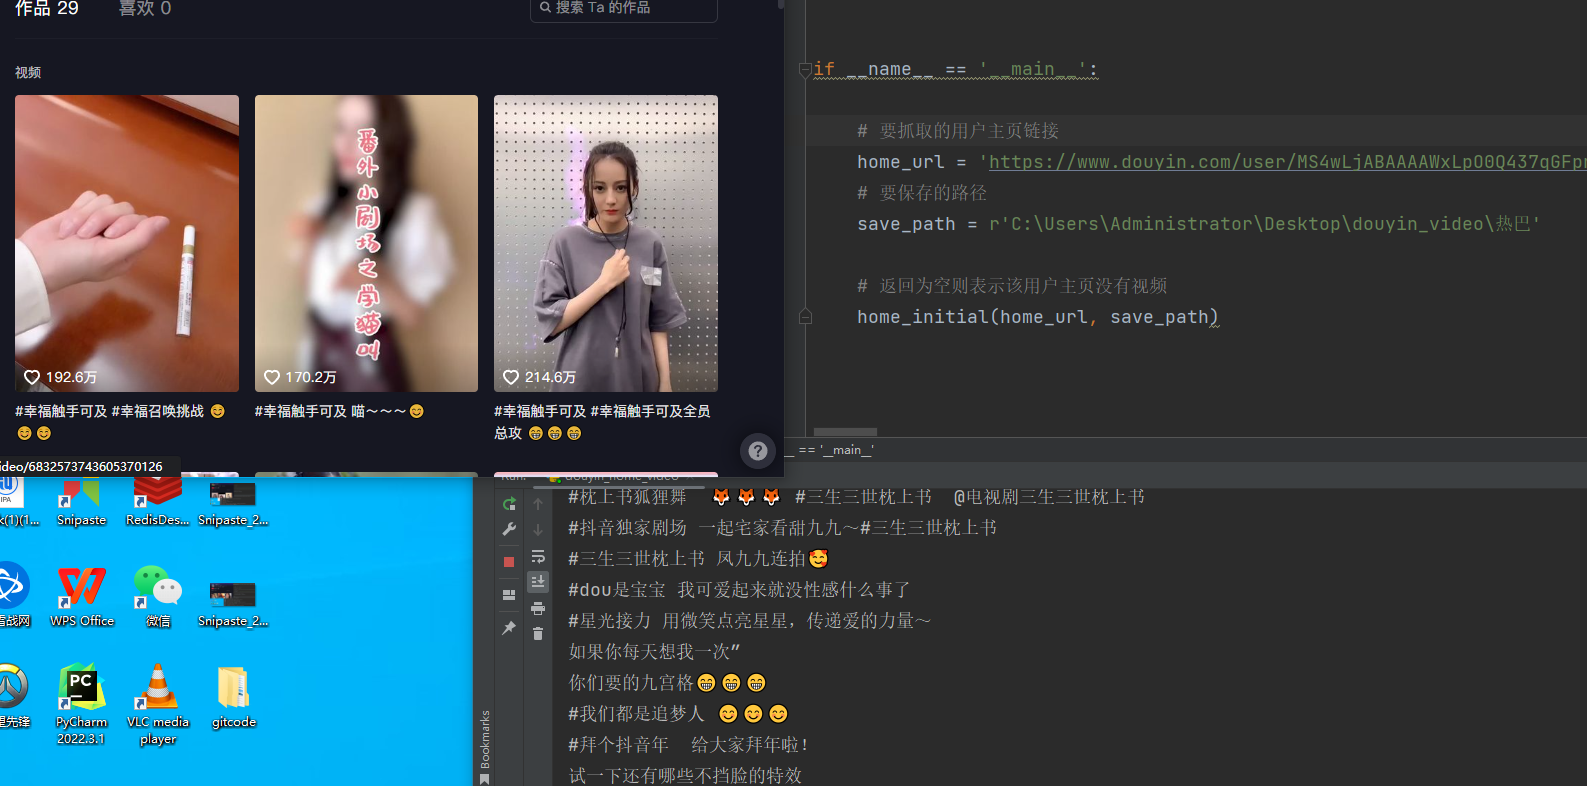 作品 29
喜欢 0
搜索 Ta 的作品
视频
番外小剧场之学猫叫
192.6万
170.2万
214.6万
#幸福触手可及 #幸福召唤挑战 😊
😊😊
#幸福触手可及 喵~~~😊
#幸福触手可及 #幸福触手可及全员
总攻 😁😁😁
ideo/6832573743605370126
if __name__ == '__main__':
# 要抓取的用户主页链接
home_url = 'https://www.douyin.com/user/MS4wLjABAAAAWxLpO0Q437qGFpn
# 要保存的路径
save_path = r'C:\Users\Administrator\Desktop\douyin_video\热巴'
# 返回为空则表示该用户主页没有视频
home_initial(home_url, save_path)
__ == '__main__'
Run:
douyin_home_video
#枕上书狐狸舞 🦊🦊🦊 #三生三世枕上书 @电视剧三生三世枕上书
#抖音独家剧场 一起宅家看甜九九~#三生三世枕上书
#三生三世枕上书 凤九九连拍🥰
#dou是宝宝 我可爱起来就没性感什么事了
#星光接力 用微笑点亮星星，传递爱的力量~
如果你每天想我一次”
你们要的九宫格😁😁😁
#我们都是追梦人 😊😊😊
#拜个抖音年 给大家拜年啦！
试一下还有哪些不挡脸的特效
Bookmarks
IPA
k(1)(1...
Snipaste
RedisDes...
Snipaste_2...
雪战网
WPS Office
微信
Snipaste_2...
望先锋
PC
PyCharm
2022.3.1
VLC media
player
gitcode